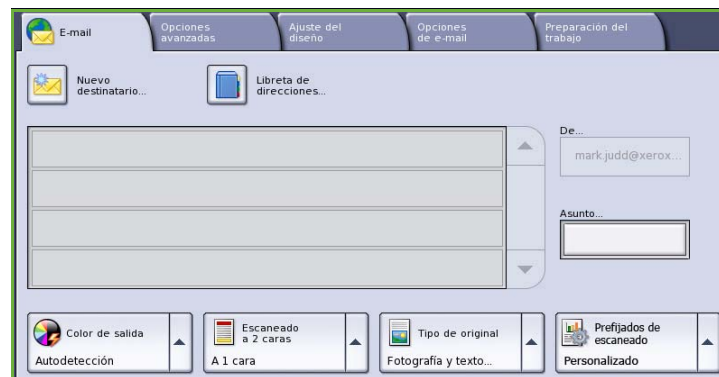 E-mail
Opciones
avanzadas
Ajuste del
diseño
Opciones
de e-mail
Preparación del
trabajo
Nuevo
destinatario...
Libreta de
direcciones...
De...
mark.judd@xerox...
Asunto...
Color de salida
Autodetección
Escaneado
a 2 caras
A 1 cara
Tipo de original
Fotografía y texto...
Prefijados de
escaneado
Personalizado